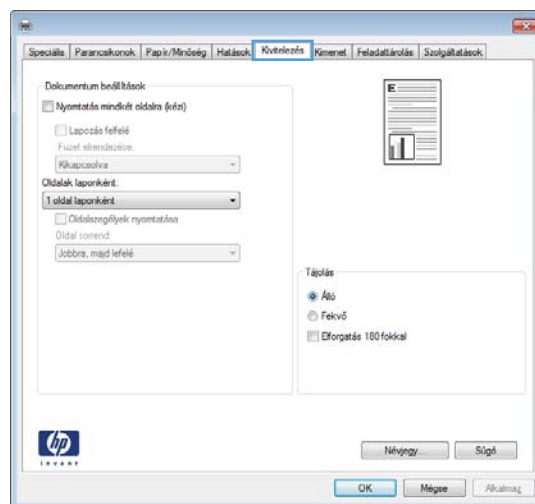 Speciális Parancsikonok Papír/Minőség Hatások Kivitelezés Kimenet Feladattárolás Szolgáltatások
Dokumentum beállítások
Nyomtatás mindkét oldalra (kézi)
Lapozás felfelé
Füzet elrendezése:
Kikapcsolva
Oldalak laponként:
1 oldal laponként
Oldalszegélyek nyomtatása
Oldal sorrend:
Jobbra, majd lefelé
E
Tájolás
Álló
Fekvő
Elforgatás 180 fokkal
hp
invent
Névjegy... Súgó
OK Mégse Alkalmaz